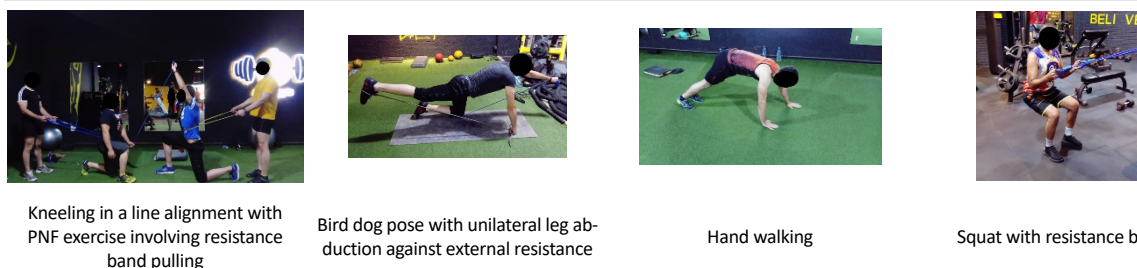 BELI VE
Kneeling in a line alignment with
PNF exercise involving resistance
band pulling
Bird dog pose with unilateral leg ab-
duction against external resistance
Hand walking
Squat with resistance b